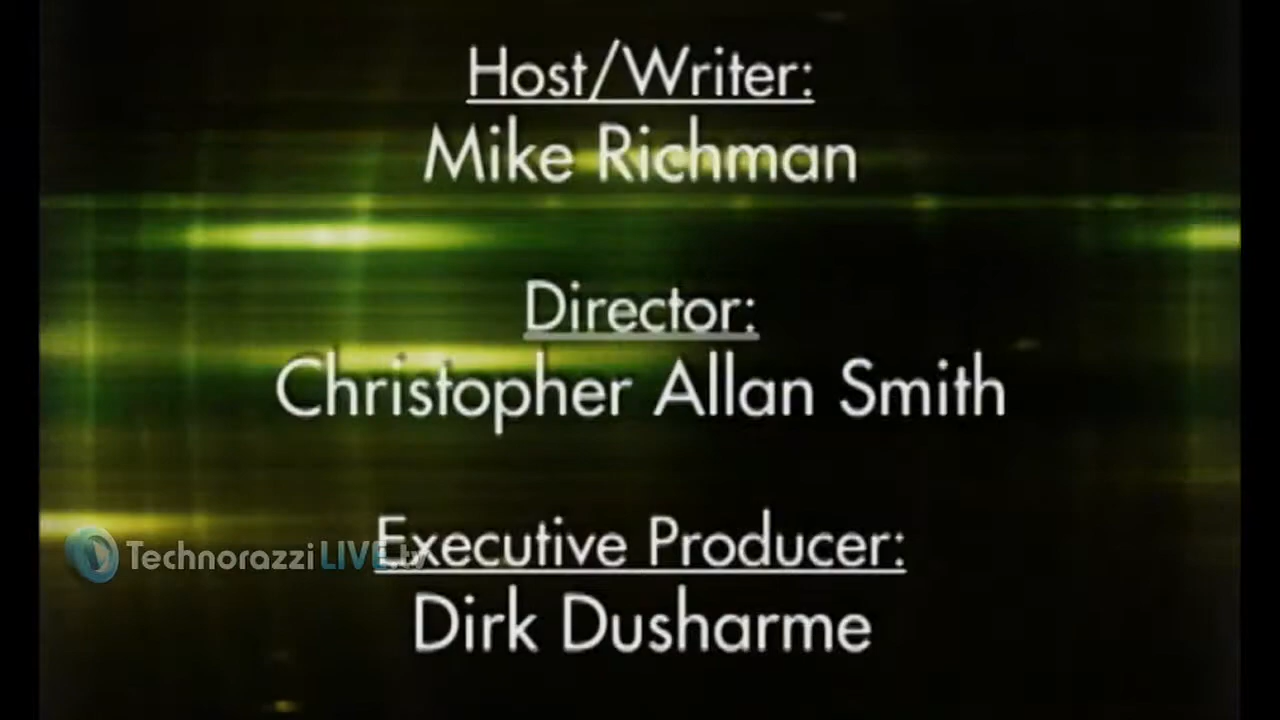 Host/Writer:
Mike Richman
Director:
Christopher Allan Smith
Executive Producer:
Technorazzi LIVE.tv
Dirk Dusharme